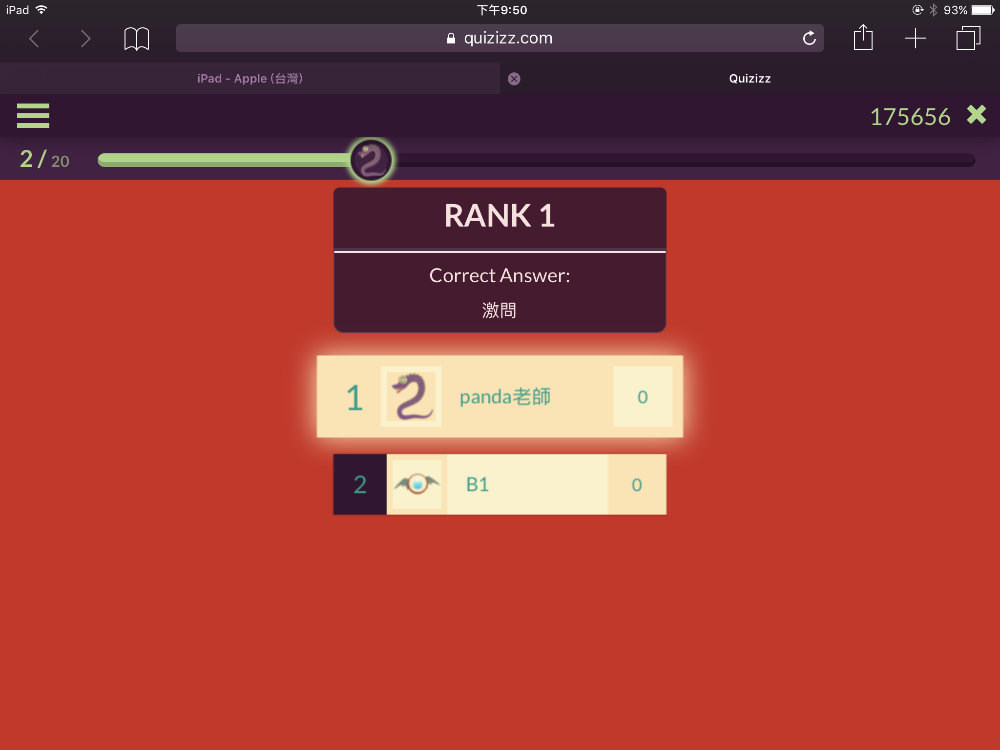 iPad 下午9:50 93%
quizizz.com
iPad - Apple (台灣) Quizizz
175656
2 / 20
RANK 1
Correct Answer:
激問
1 panda老師 0
2 B1 0